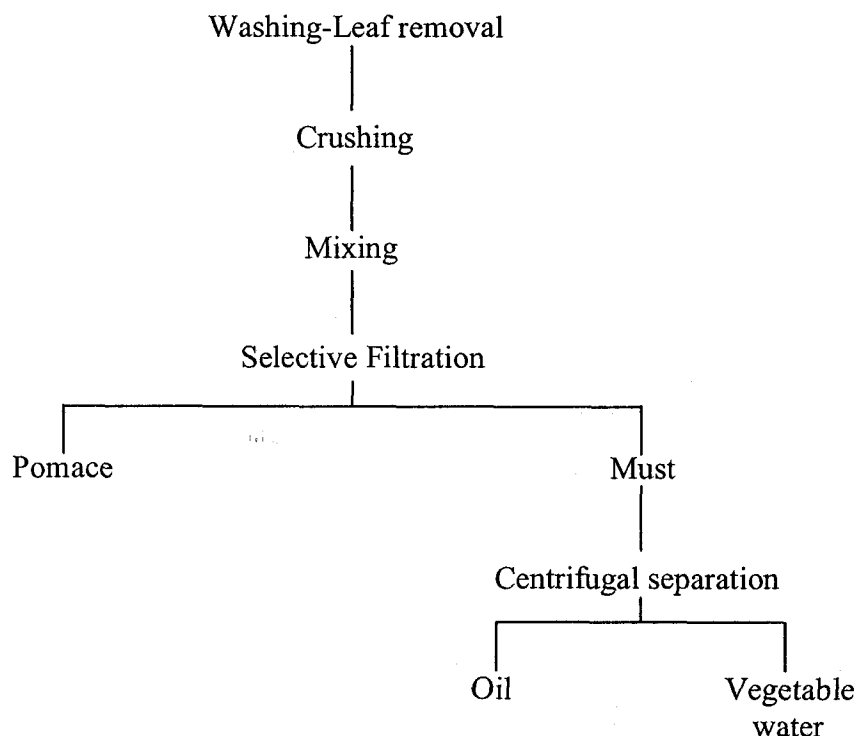 Washing-Leaf removal
Crushing
Mixing
Selective Filtration
Pomace
Must
Centrifugal separation
Oil
Vegetable
water